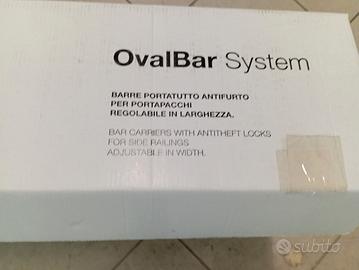 OvalBar System
BARRE PORTATUTTO ANTIFURTO
PER PORTAPACCHI
REGOLABILE IN LARGHEZZA.
BAR CARRIERS WITH ANTITHEFT LOCKS
FOR SIDE RAILINGS
ADJUSTABLE IN WIDTH.
subito